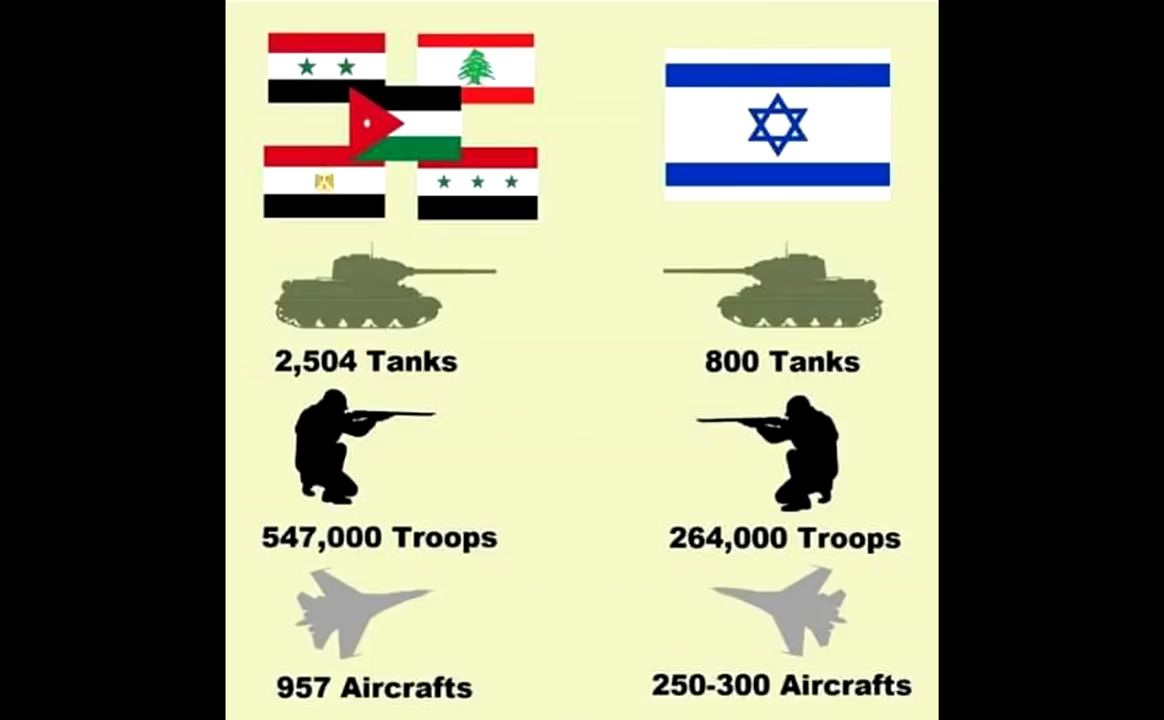 2,504 Tanks
800 Tanks
547,000 Troops
264,000 Troops
957 Aircrafts
250-300 Aircrafts